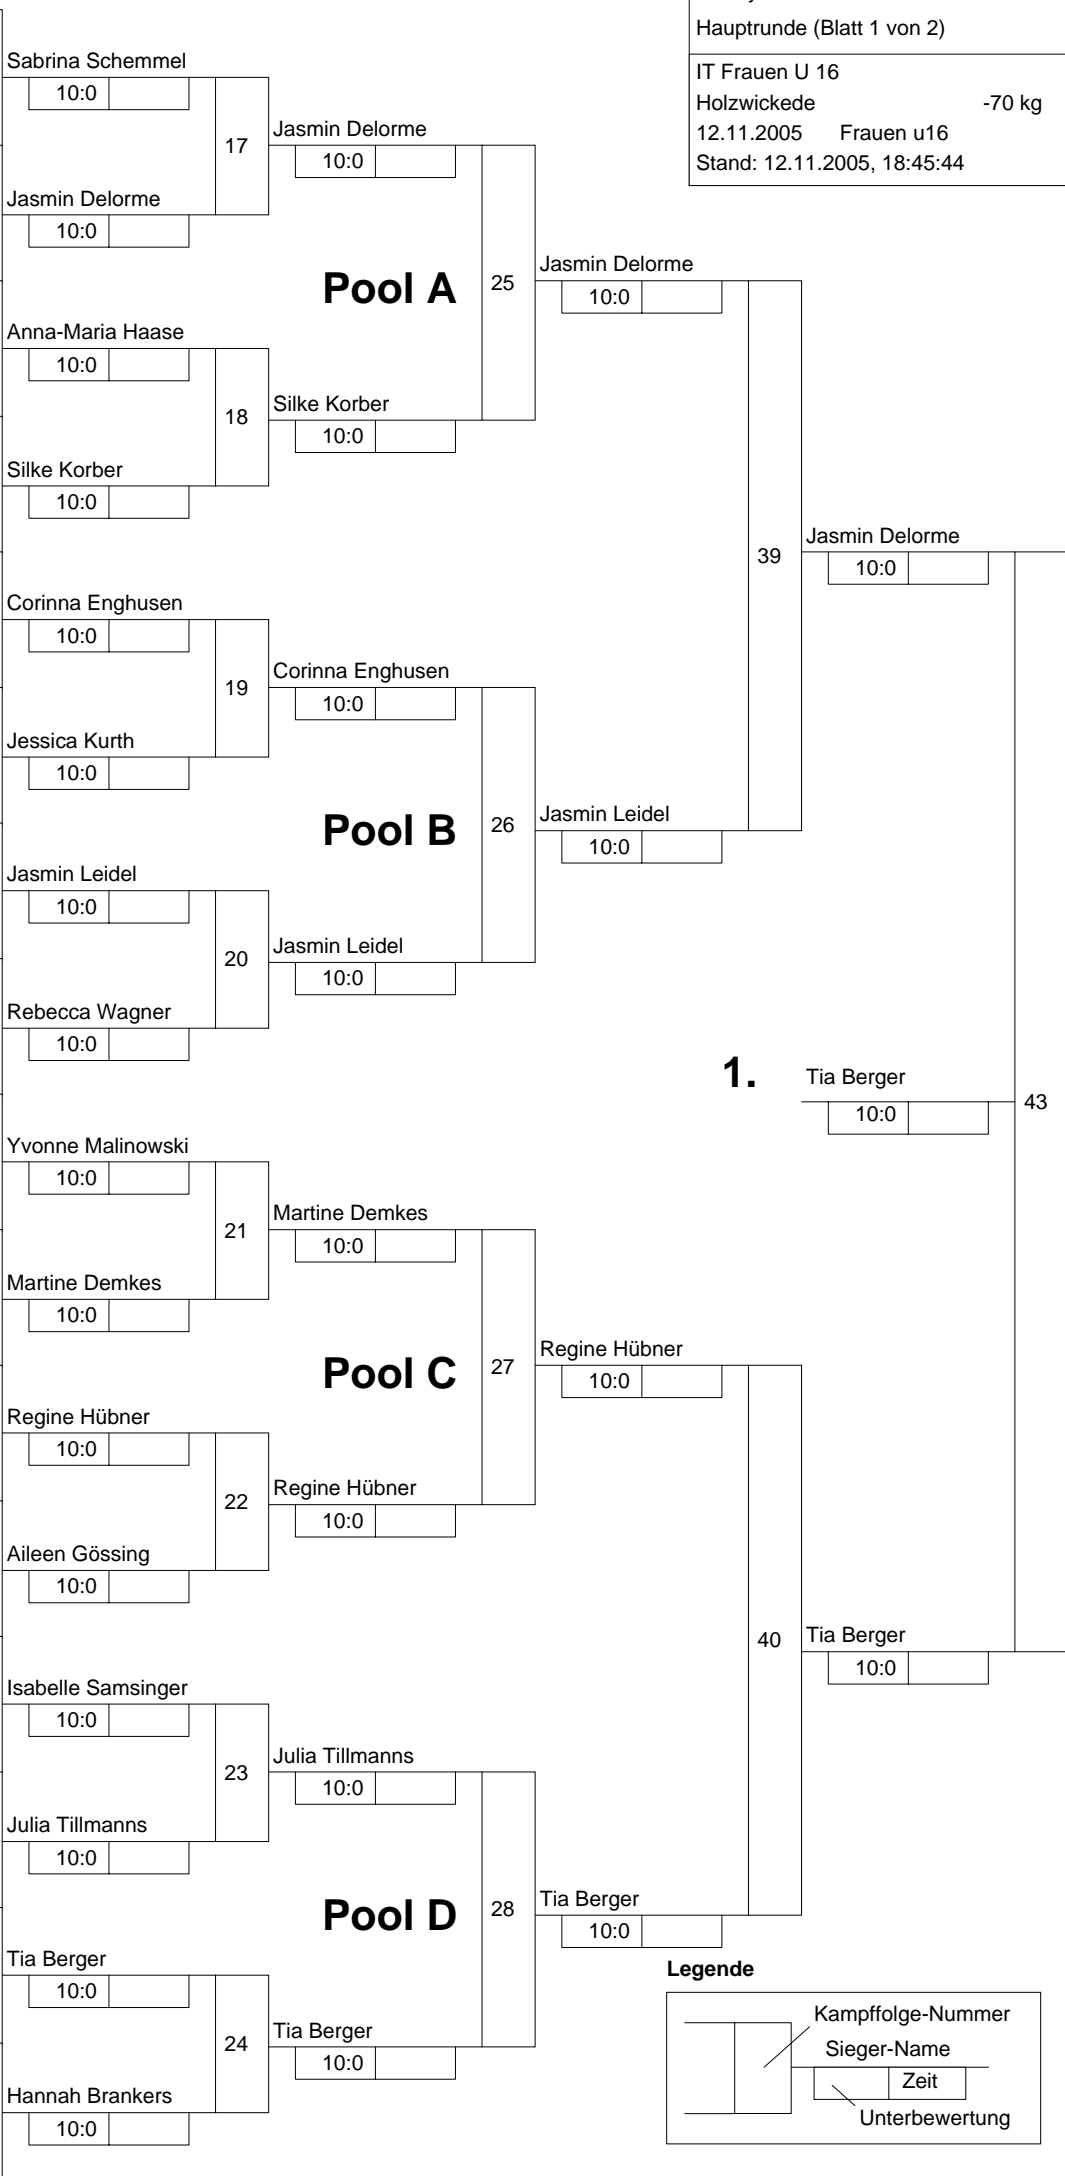 Hauptrunde (Blatt 1 von 2)
IT Frauen U 16
Holzwickede -70 kg
12.11.2005 Frauen u16
Stand: 12.11.2005, 18:45:44
Sabrina Schemmel
10:0
17
Jasmin Delorme
10:0
Jasmin Delorme
10:0
Pool A
25
Jasmin Delorme
10:0
Anna-Maria Haase
10:0
18
Silke Korber
10:0
Silke Korber
10:0
39
Jasmin Delorme
10:0
Corinna Enghusen
10:0
19
Corinna Enghusen
10:0
Jessica Kurth
10:0
Pool B
26
Jasmin Leidel
10:0
Jasmin Leidel
10:0
20
Jasmin Leidel
10:0
Rebecca Wagner
10:0
1.
Tia Berger
10:0
43
Yvonne Malinowski
10:0
21
Martine Demkes
10:0
Martine Demkes
10:0
Pool C
27
Regine Hübner
10:0
Regine Hübner
10:0
22
Regine Hübner
10:0
Aileen Gössing
10:0
40
Tia Berger
10:0
Isabelle Samsinger
10:0
23
Julia Tillmanns
10:0
Julia Tillmanns
10:0
Pool D
28
Tia Berger
10:0
Tia Berger
10:0
24
Tia Berger
10:0
Hannah Brankers
10:0
Legende
Kampffolge-Nummer
Sieger-Name
Zeit
Unterbewertung